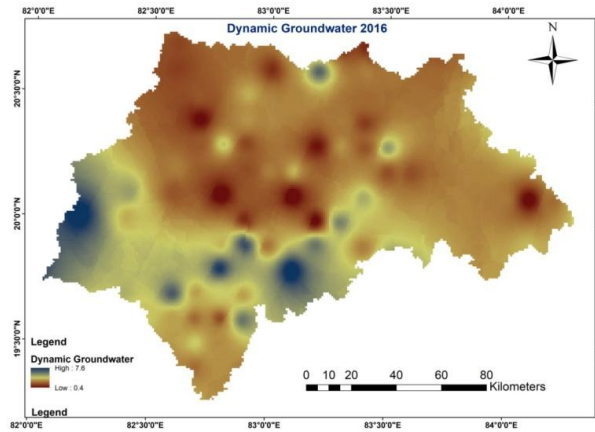 82°0'0"E 82°30'0"E 83°0'0"E 83°30'0"E 84°0'0"E
Dynamic Groundwater 2016
N
20°30'0"N
20°0'0"N
19°30'0"N
Legend
Dynamic Groundwater
High : 7.6
Low : 0.4
Legend
0 5 10 20 40 60 80
Kilometers
82°0'0"E 82°30'0"E 83°0'0"E 83°30'0"E 84°0'0"E